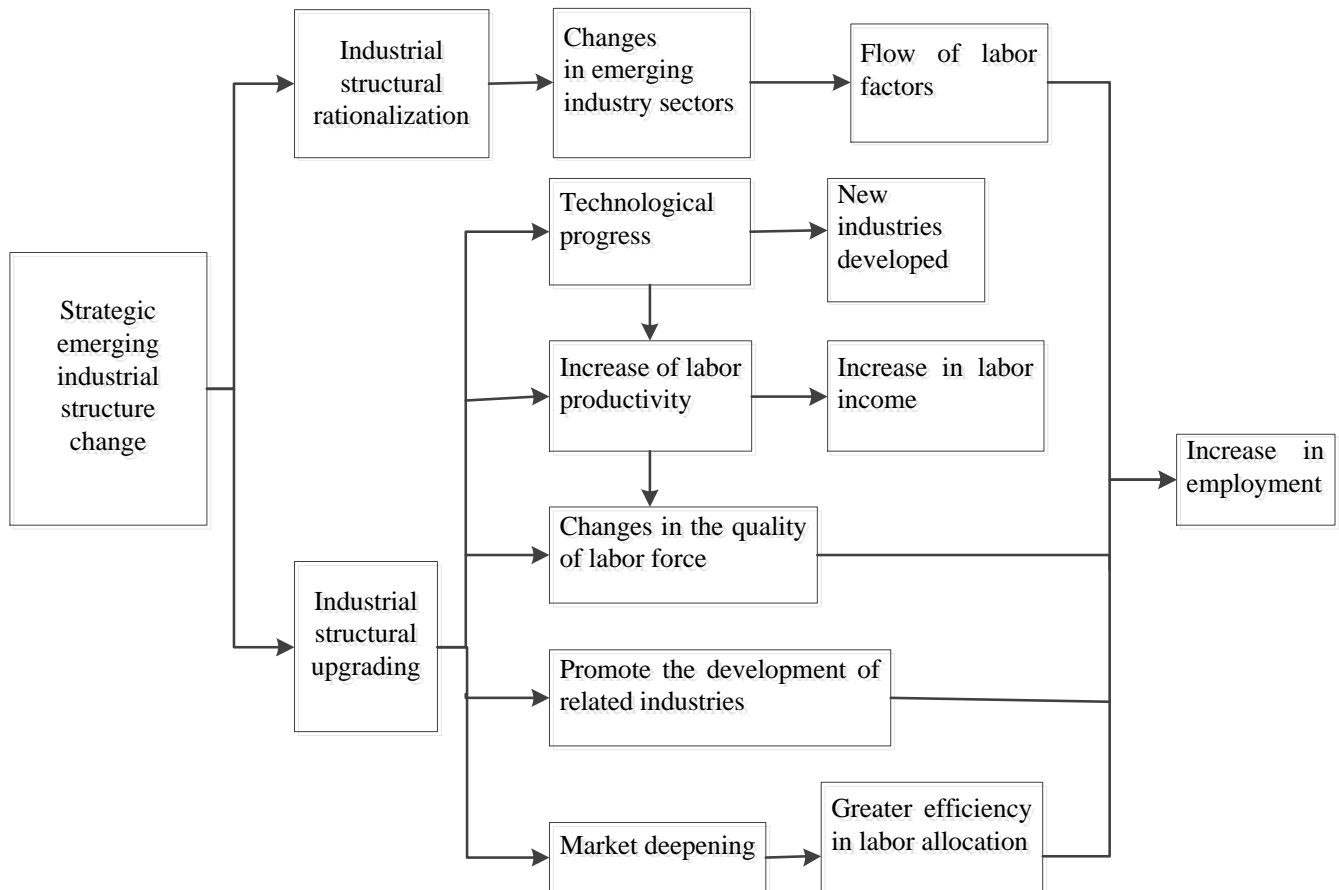 Industrial
structural
rationalization
Changes
in emerging
industry sectors
Flow of labor
factors
Technological
progress
New
industries
developed
Strategic
emerging
industrial
structure
change
Increase of labor
productivity
Increase in labor
income
Increase in
employment
Changes in the quality
of labor force
Industrial
structural
upgrading
Promote the development of
related industries
Market deepening
Greater efficiency
in labor allocation